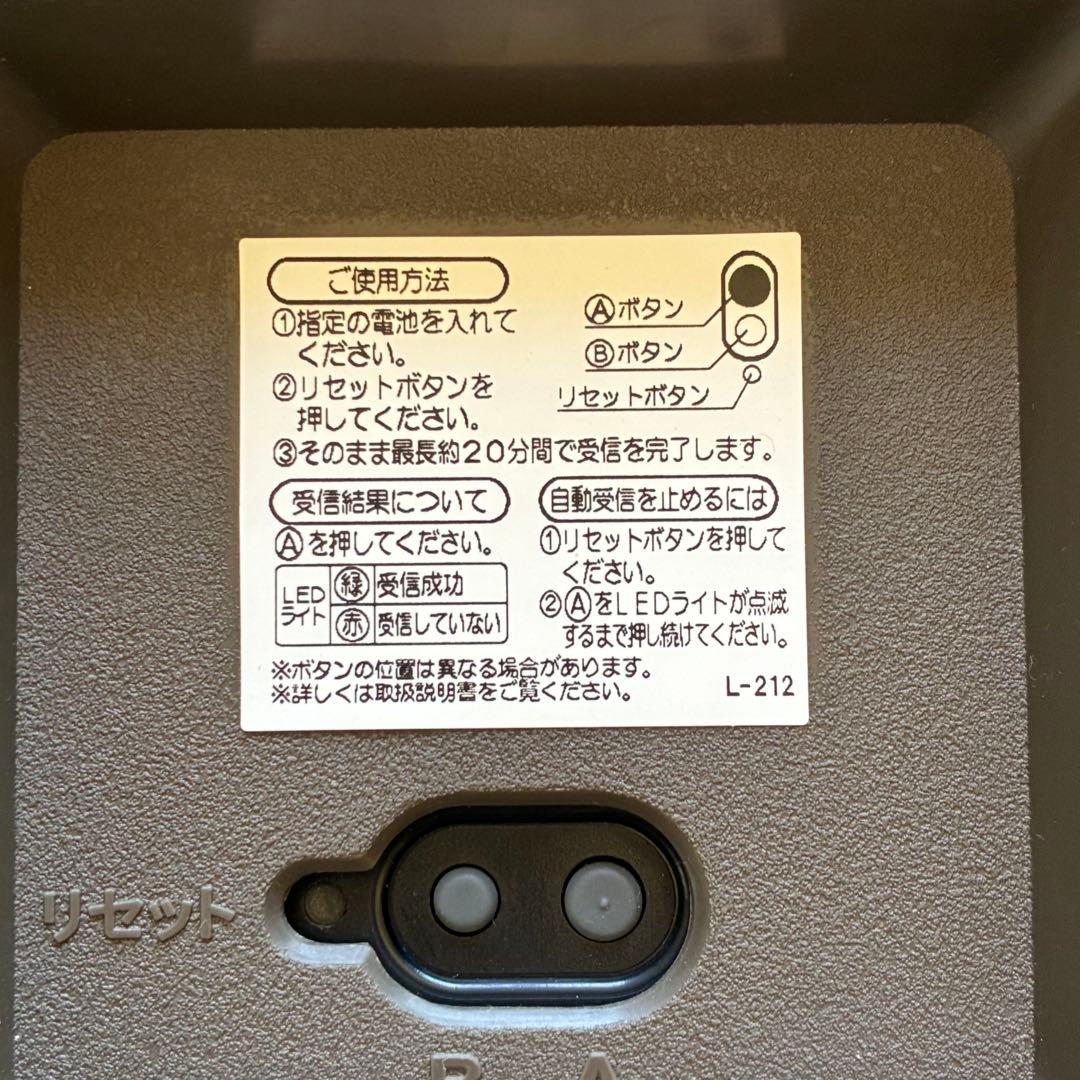 ご使用方法
①指定の電池を入れて
ください。
②リセットボタンを
押してください。
③そのまま最長約20分間で受信を完了します。
Ⓐボタン
Ⓑボタン
リセットボタン
受信結果について
Ⓐを押してください。
LED
ライト
緑 受信成功
赤 受信していない
自動受信を止めるには
①リセットボタンを押して
ください。
②ⒶをLEDライトが点滅
するまで押し続けてください。
※ボタンの位置は異なる場合があります。
※詳しくは取扱説明書をご覧ください。
L-212
リセット
B A